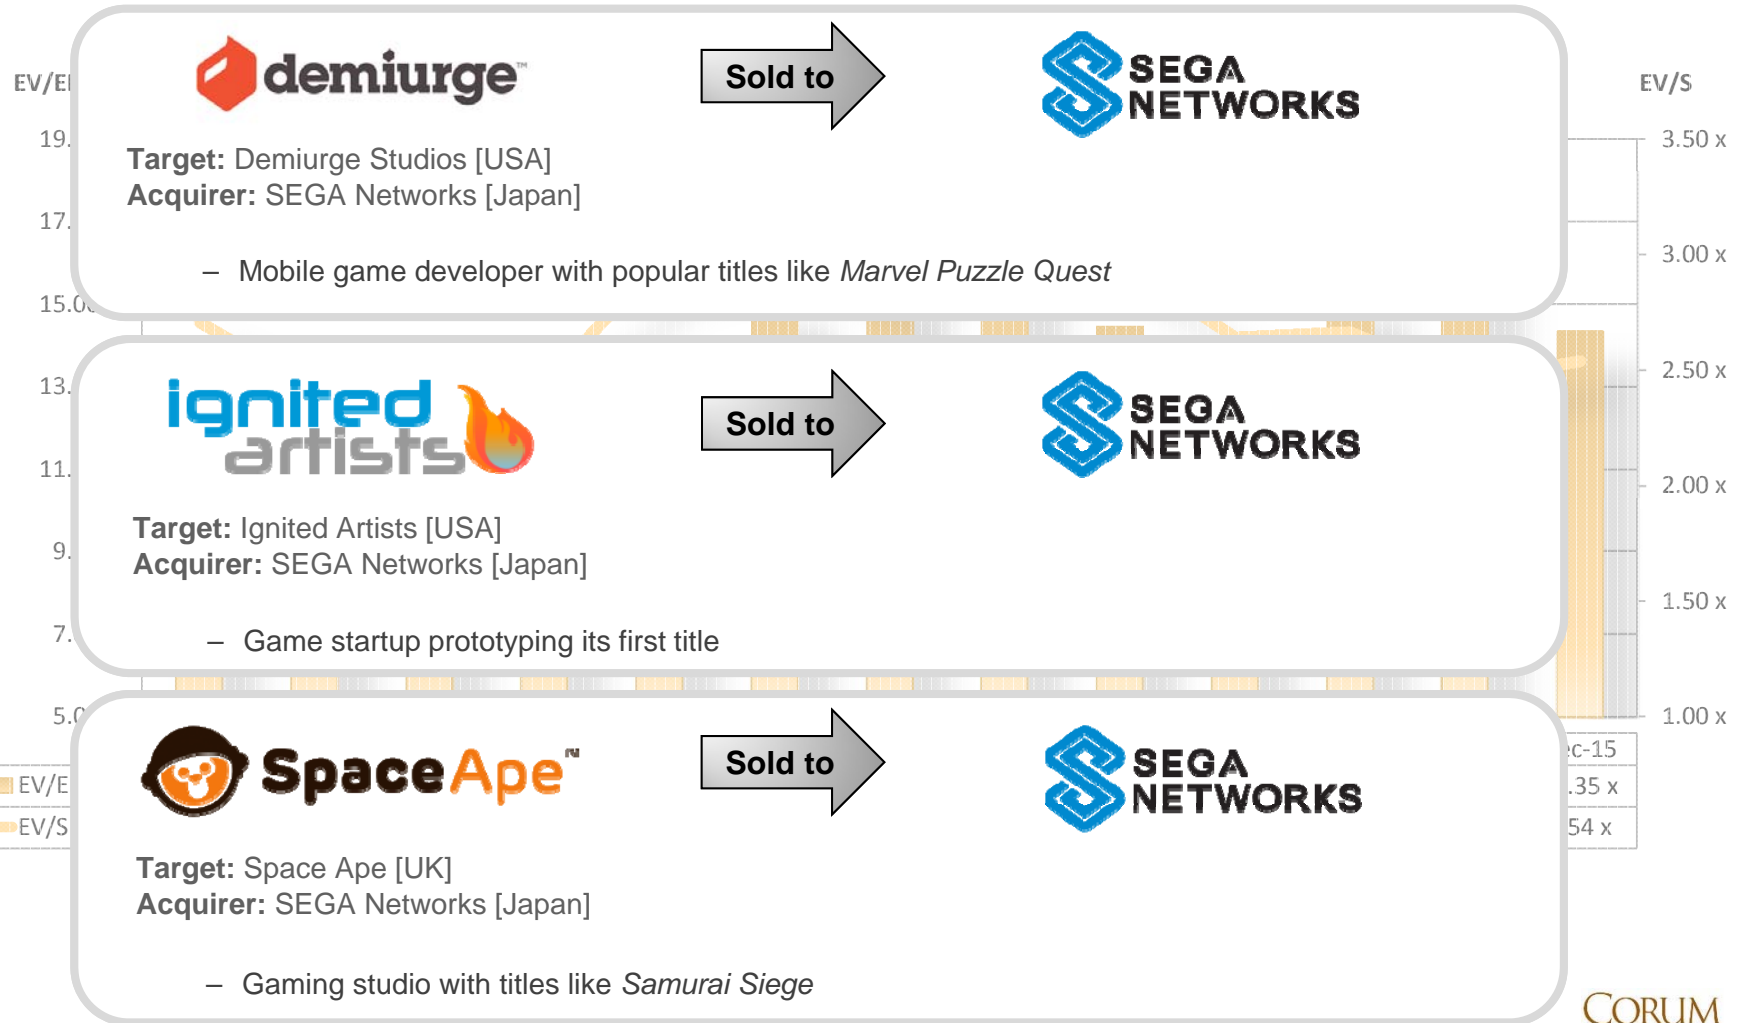 demiurge™
Sold to
SEGA
NETWORKS
EV/S
3.50 x
Target: Demiurge Studios [USA]
Acquirer: SEGA Networks [Japan]
3.00 x
– Mobile game developer with popular titles like Marvel Puzzle Quest
2.50 x
ignited
artists
Sold to
SEGA
NETWORKS
2.00 x
Target: Ignited Artists [USA]
Acquirer: SEGA Networks [Japan]
1.50 x
– Game startup prototyping its first title
1.00 x
SpaceApe
Sold to
SEGA
NETWORKS
EV/S
Target: Space Ape [UK]
Acquirer: SEGA Networks [Japan]
– Gaming studio with titles like Samurai Siege
CORUM